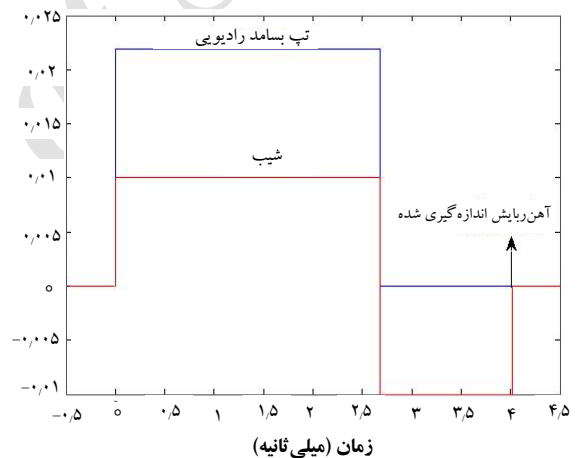 ۰٫۰۲۵
تپ بسامد رادیویی
۰٫۰۲
۰٫۰۱۵
شیب
۰٫۰۱
آهن‌ربایش اندازه‌گیری شده
۰٫۰۰۵
۰
−۰٫۰۰۵
−۰٫۰۱
−۰٫۵ ۰ ۰٫۵ ۱ ۱٫۵ ۲ ۲٫۵ ۳ ۳٫۵ ۴ ۴٫۵
زمان (میلی‌ثانیه)